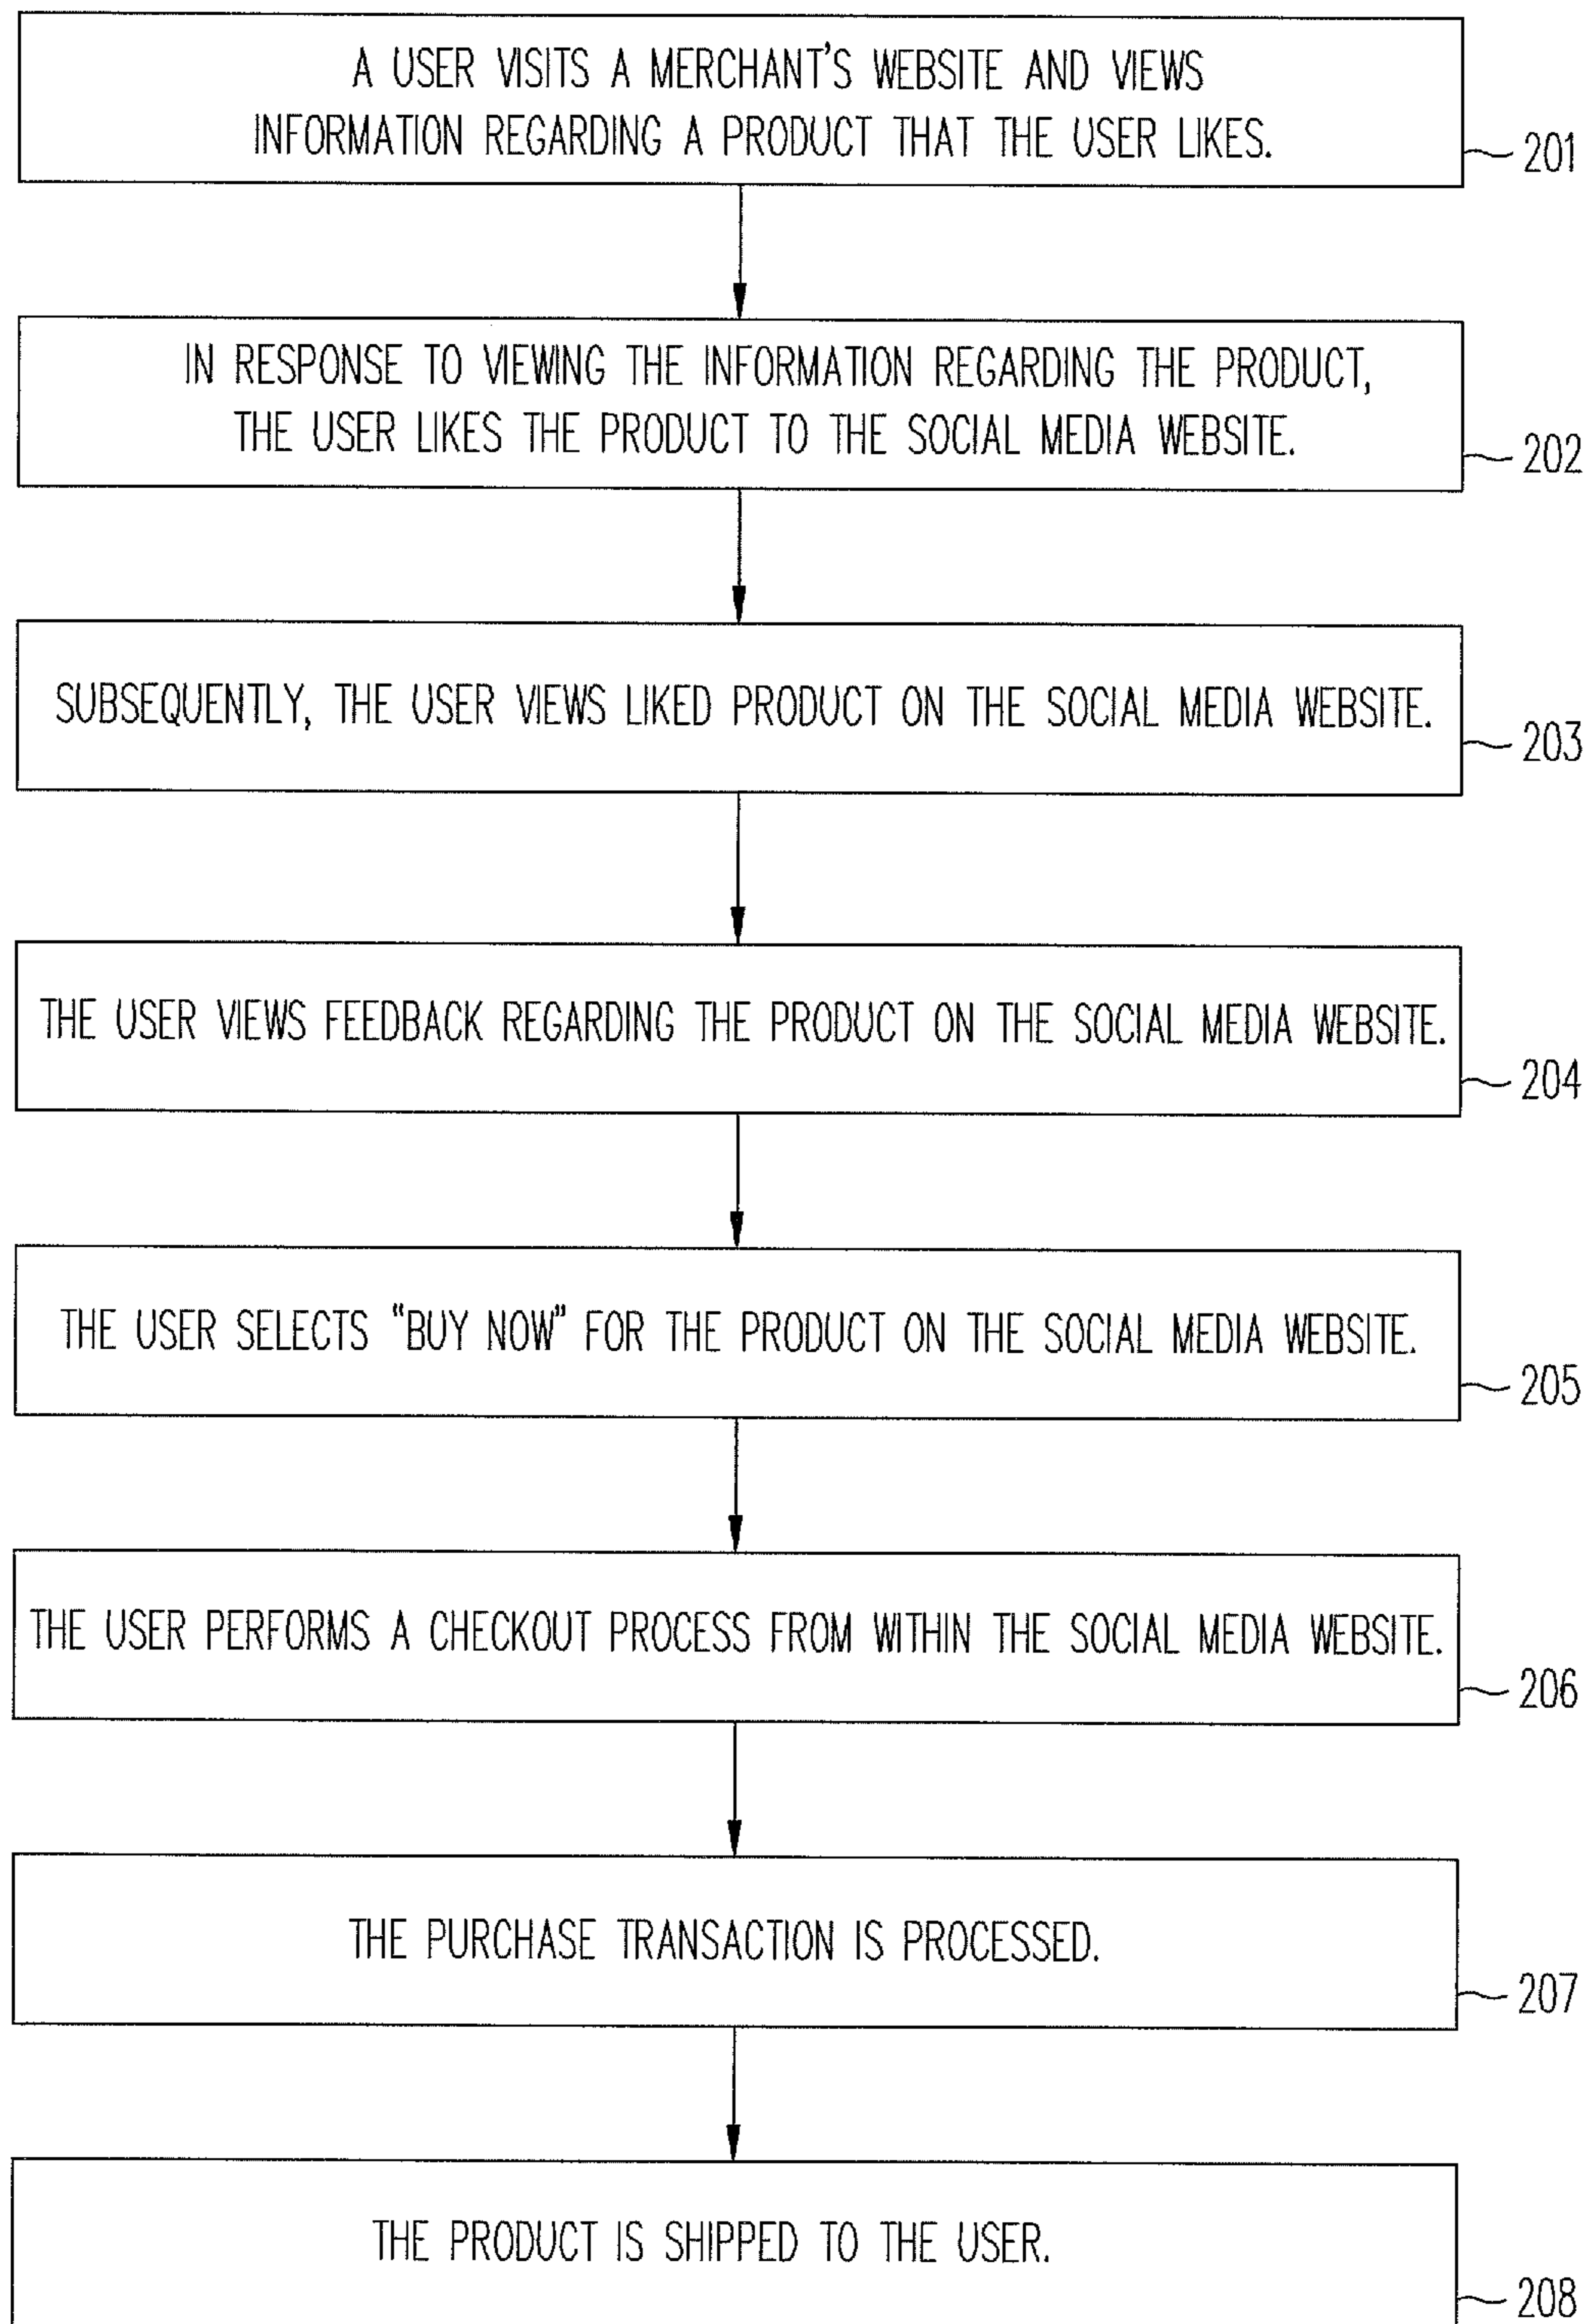 A USER VISITS A MERCHANT'S WEBSITE AND VIEWS
INFORMATION REGARDING A PRODUCT THAT THE USER LIKES.
201
IN RESPONSE TO VIEWING THE INFORMATION REGARDING THE PRODUCT,
THE USER LIKES THE PRODUCT TO THE SOCIAL MEDIA WEBSITE.
202
SUBSEQUENTLY, THE USER VIEWS LIKED PRODUCT ON THE SOCIAL MEDIA WEBSITE.
203
THE USER VIEWS FEEDBACK REGARDING THE PRODUCT ON THE SOCIAL MEDIA WEBSITE.
204
THE USER SELECTS "BUY NOW" FOR THE PRODUCT ON THE SOCIAL MEDIA WEBSITE.
205
THE USER PERFORMS A CHECKOUT PROCESS FROM WITHIN THE SOCIAL MEDIA WEBSITE.
206
THE PURCHASE TRANSACTION IS PROCESSED.
207
THE PRODUCT IS SHIPPED TO THE USER.
208